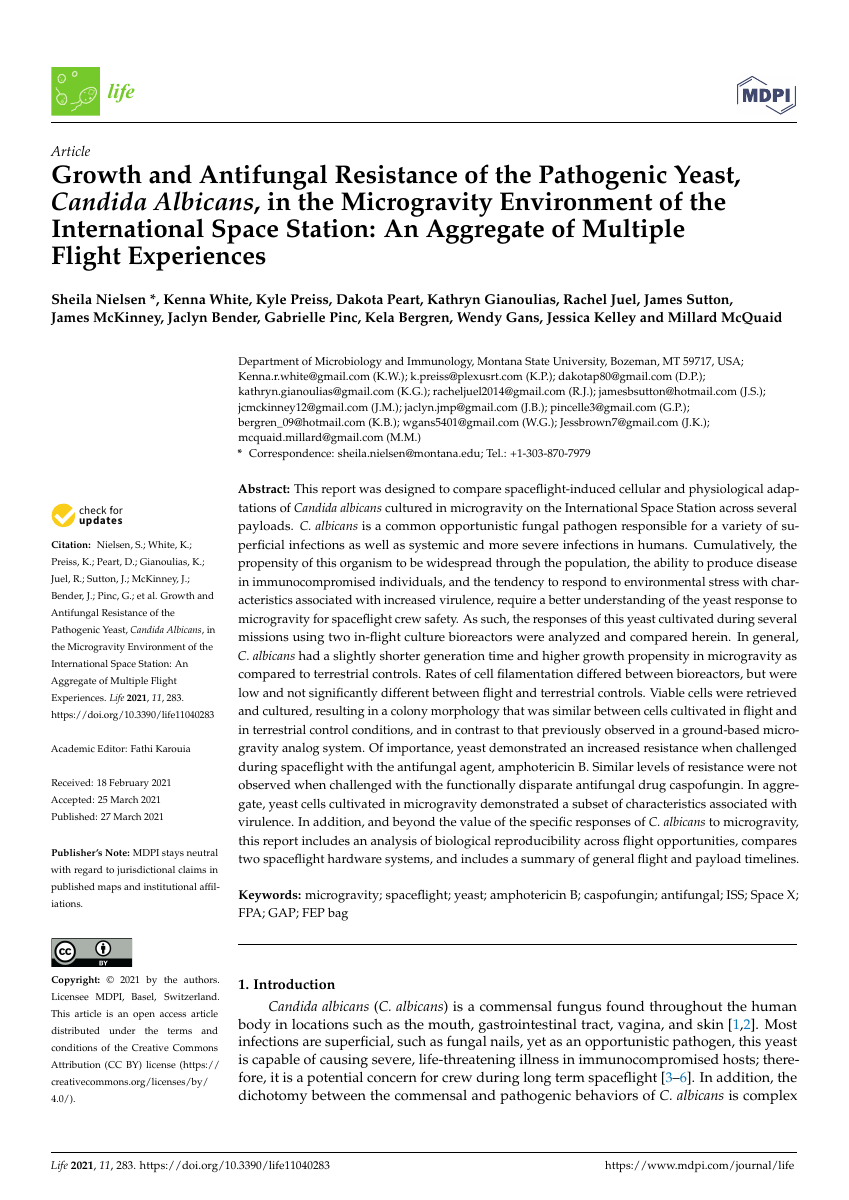 life
MDPI
Article
Growth and Antifungal Resistance of the Pathogenic Yeast,
Candida Albicans, in the Microgravity Environment of the
International Space Station: An Aggregate of Multiple
Flight Experiences
Sheila Nielsen *, Kenna White, Kyle Preiss, Dakota Peart, Kathryn Gianoulias, Rachel Juel, James Sutton,
James McKinney, Jaclyn Bender, Gabrielle Pinc, Kela Bergren, Wendy Gans, Jessica Kelley and Millard McQuaid
Department of Microbiology and Immunology, Montana State University, Bozeman, MT 59717, USA;
Kenna.r.white@gmail.com (K.W.); k.preiss@plexusrt.com (K.P.); dakotap80@gmail.com (D.P.);
kathryn.gianoulias@gmail.com (K.G.); racheljuel2014@gmail.com (R.J.); jamesbsutton@hotmail.com (J.S.);
jcmckinney12@gmail.com (J.M.); jaclyn.jmp@gmail.com (J.B.); pincelle3@gmail.com (G.P.);
bergren_09@hotmail.com (K.B.); wgans5401@gmail.com (W.G.); Jessbrown7@gmail.com (J.K.);
mcquaid.millard@gmail.com (M.M.)
* Correspondence: sheila.nielsen@montana.edu; Tel.: +1-303-870-7979
Abstract: This report was designed to compare spaceflight-induced cellular and physiological adap-
tations of Candida albicans cultured in microgravity on the International Space Station across several
payloads. C. albicans is a common opportunistic fungal pathogen responsible for a variety of su-
perficial infections as well as systemic and more severe infections in humans. Cumulatively, the
propensity of this organism to be widespread through the population, the ability to produce disease
in immunocompromised individuals, and the tendency to respond to environmental stress with char-
acteristics associated with increased virulence, require a better understanding of the yeast response to
microgravity for spaceflight crew safety. As such, the responses of this yeast cultivated during several
missions using two in-flight culture bioreactors were analyzed and compared herein. In general,
C. albicans had a slightly shorter generation time and higher growth propensity in microgravity as
compared to terrestrial controls. Rates of cell filamentation differed between bioreactors, but were
low and not significantly different between flight and terrestrial controls. Viable cells were retrieved
and cultured, resulting in a colony morphology that was similar between cells cultivated in flight and
in terrestrial control conditions, and in contrast to that previously observed in a ground-based micro-
gravity analog system. Of importance, yeast demonstrated an increased resistance when challenged
during spaceflight with the antifungal agent, amphotericin B. Similar levels of resistance were not
observed when challenged with the functionally disparate antifungal drug caspofungin. In aggre-
gate, yeast cells cultivated in microgravity demonstrated a subset of characteristics associated with
virulence. In addition, and beyond the value of the specific responses of C. albicans to microgravity,
this report includes an analysis of biological reproducibility across flight opportunities, compares
two spaceflight hardware systems, and includes a summary of general flight and payload timelines.
Keywords: microgravity; spaceflight; yeast; amphotericin B; caspofungin; antifungal; ISS; Space X;
FPA; GAP; FEP bag
check for
updates
Citation: Nielsen, S.; White, K.;
Preiss, K.; Peart, D.; Gianoulias, K.;
Juel, R.; Sutton, J.; McKinney, J.;
Bender, J.; Pinc, G.; et al. Growth and
Antifungal Resistance of the
Pathogenic Yeast, Candida Albicans, in
the Microgravity Environment of the
International Space Station: An
Aggregate of Multiple Flight
Experiences. Life 2021, 11, 283.
https://doi.org/10.3390/life11040283
Academic Editor: Fathi Karouia
Received: 18 February 2021
Accepted: 25 March 2021
Published: 27 March 2021
Publisher's Note: MDPI stays neutral
with regard to jurisdictional claims in
published maps and institutional affil-
iations.
CC BY
Copyright: © 2021 by the authors.
Licensee MDPI, Basel, Switzerland.
This article is an open access article
distributed under the terms and
conditions of the Creative Commons
Attribution (CC BY) license (https://
creativecommons.org/licenses/by/
4.0/).
1. Introduction
Candida albicans (C. albicans) is a commensal fungus found throughout the human
body in locations such as the mouth, gastrointestinal tract, vagina, and skin [1,2]. Most
infections are superficial, such as fungal nails, yet as an opportunistic pathogen, this yeast
is capable of causing severe, life-threatening illness in immunocompromised hosts; there-
fore, it is a potential concern for crew during long term spaceflight [3–6]. In addition, the
dichotomy between the commensal and pathogenic behaviors of C. albicans is complex
Life 2021, 11, 283. https://doi.org/10.3390/life11040283
https://www.mdpi.com/journal/life